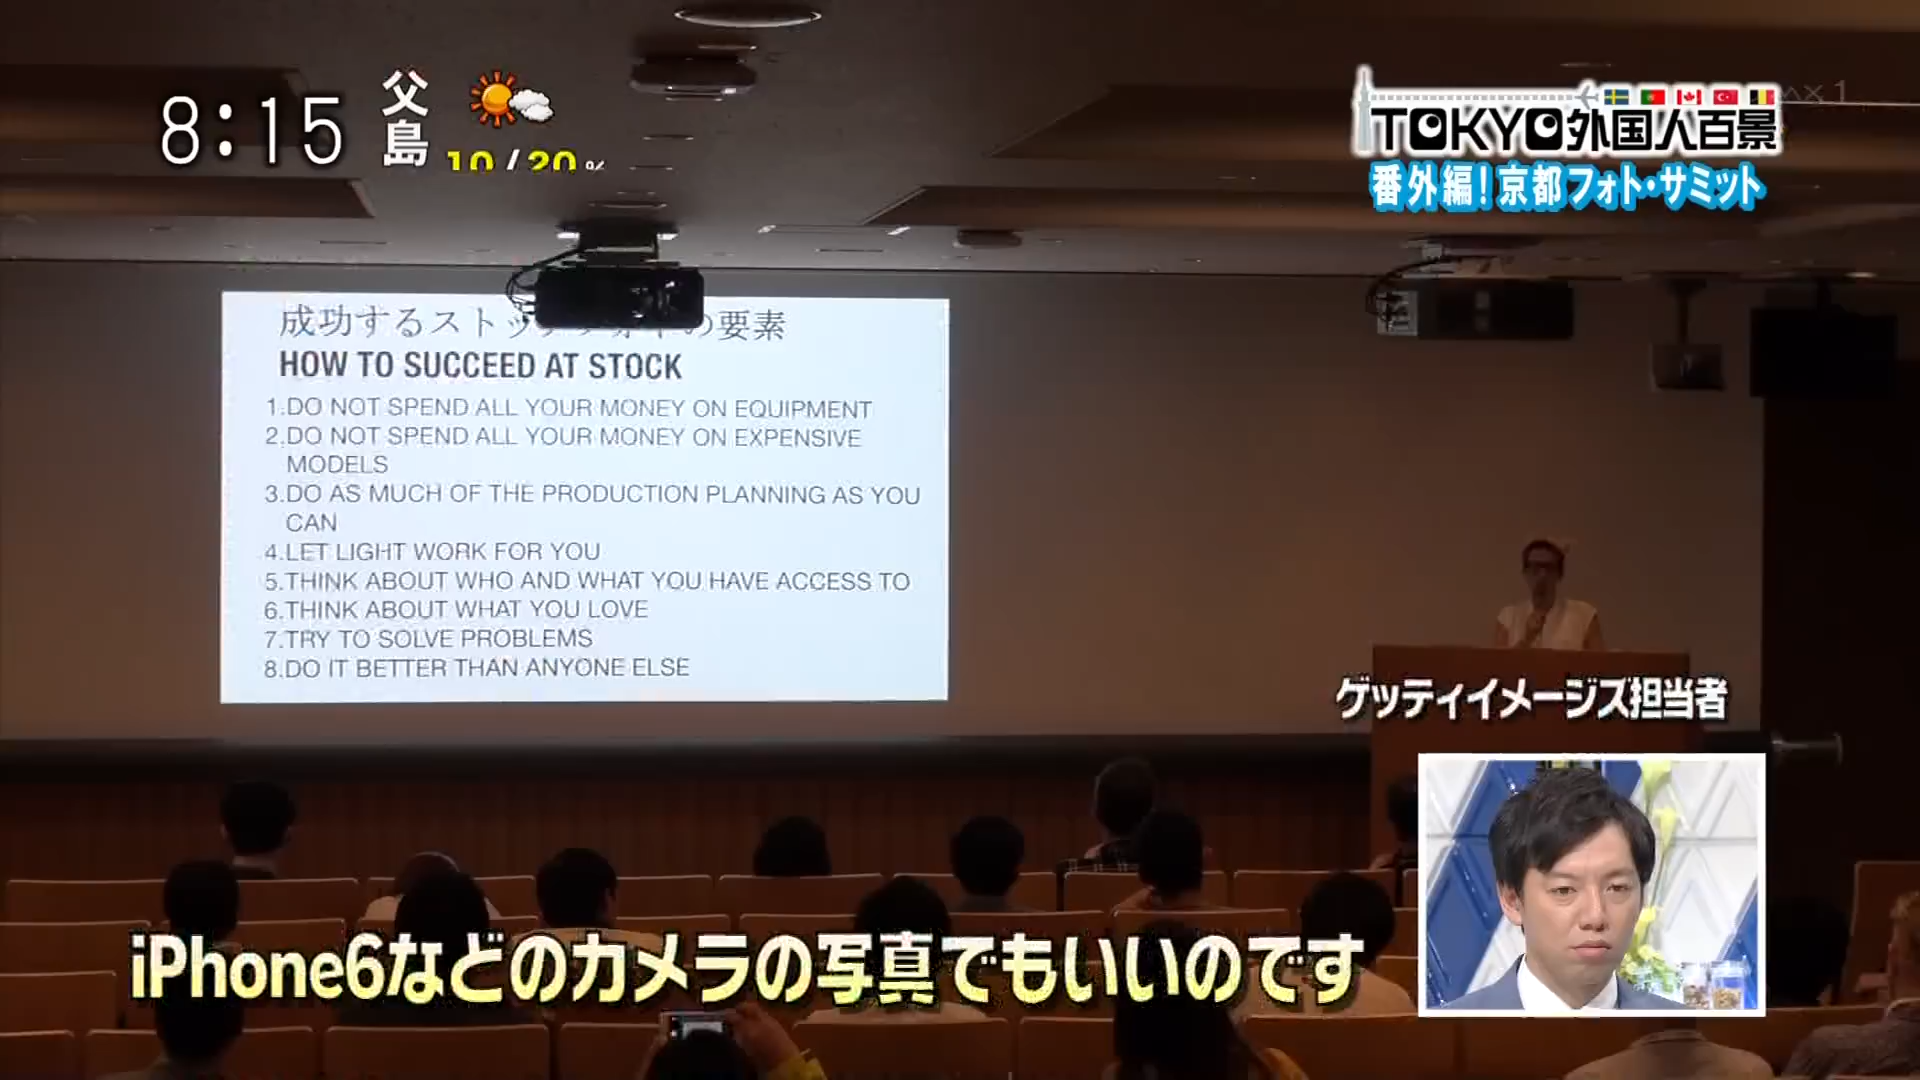 8:15
父島
10/20%
TOKYO外国人百景
番外編！京都フォト・サミット
成功するスト
の要素
HOW TO SUCCEED AT STOCK
1.DO NOT SPEND ALL YOUR MONEY ON EQUIPMENT
2.DO NOT SPEND ALL YOUR MONEY ON EXPENSIVE
MODELS
3.DO AS MUCH OF THE PRODUCTION PLANNING AS YOU
CAN
4.LET LIGHT WORK FOR YOU
5.THINK ABOUT WHO AND WHAT YOU HAVE ACCESS TO
6.THINK ABOUT WHAT YOU LOVE
7.TRY TO SOLVE PROBLEMS
8.DO IT BETTER THAN ANYONE ELSE
ゲッティイメージズ担当者
iPhone6などのカメラの写真でもいいのです